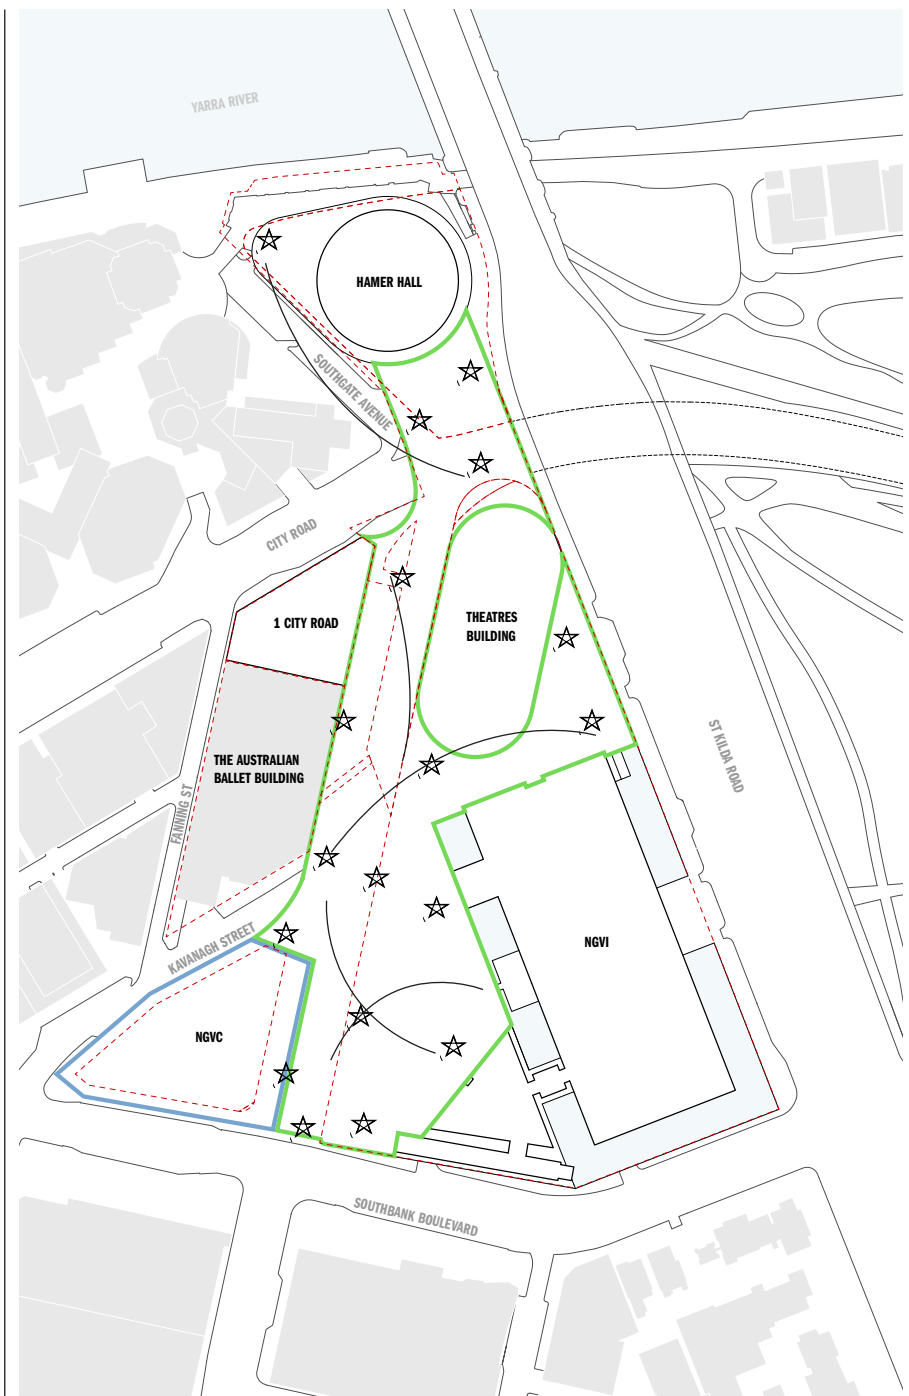 YARRA RIVER
HAMER HALL
SOUTHGATE AVENUE
CITY ROAD
1 CITY ROAD
THEATRES
BUILDING
ST KILDA ROAD
THE AUSTRALIAN
BALLET BUILDING
FANNING ST
KAVANAGH STREET
NGVI
NGVC
SOUTHBANK BOULEVARD